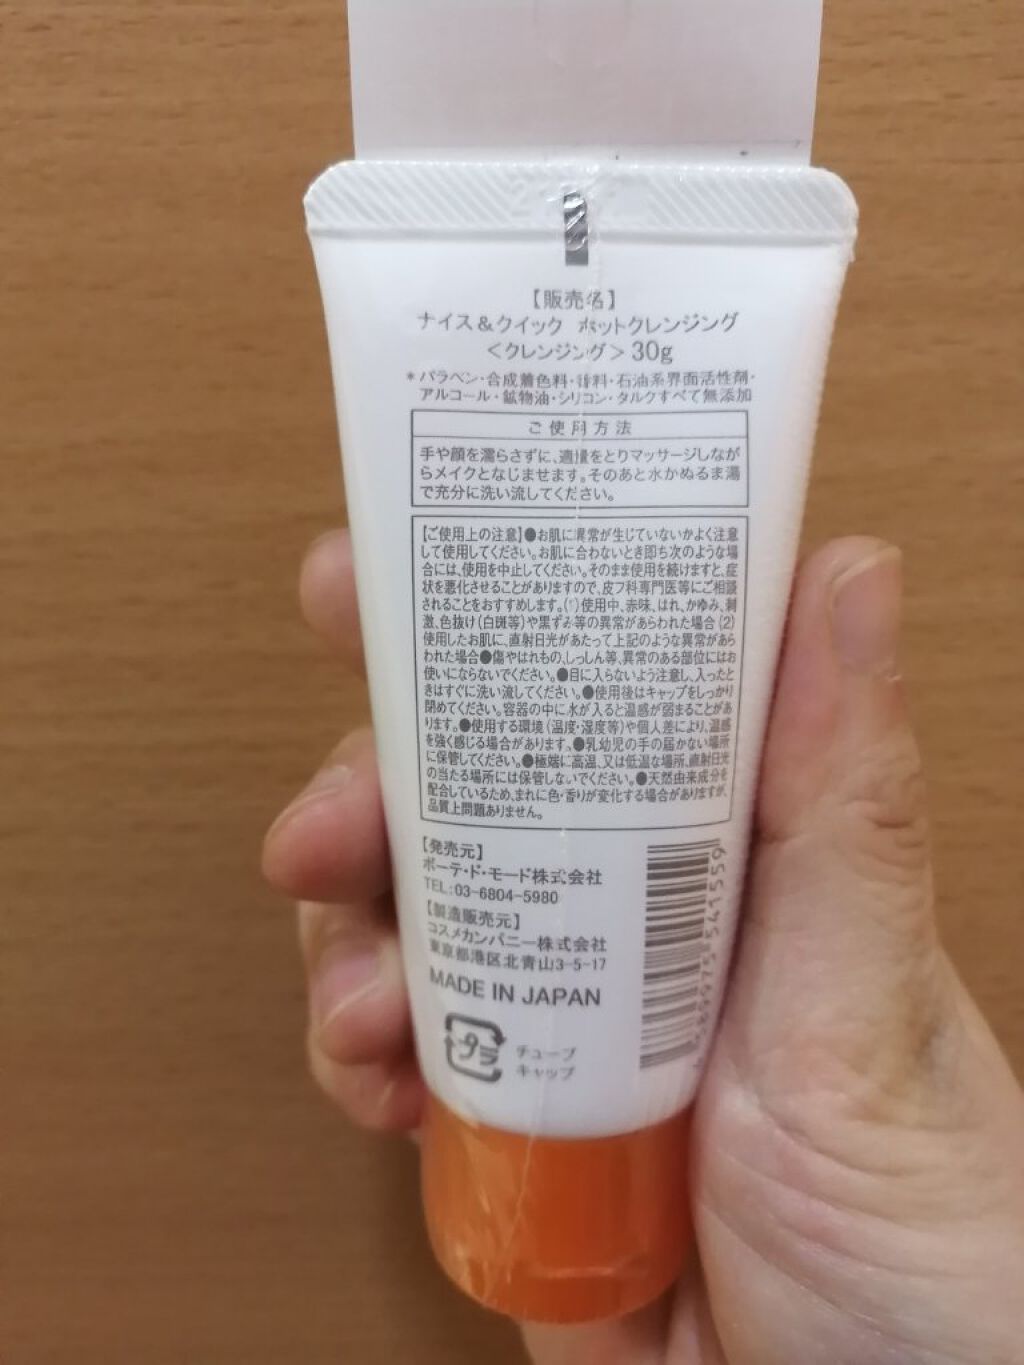 【販売名】
ナイス＆クイック ホットクレンジング
＜クレンジング＞30g
＊パラベン・合成着色料・香料・石油系界面活性剤・
アルコール・鉱物油・シリコン・タルクすべて無添加
ご使用方法
手や顔を濡らさずに、適量をとりマッサージしなが
らメイクとなじませます。そのあと水かぬるま湯
で充分に洗い流してください。
【ご使用上の注意】●お肌に異常が生じていないかよく注意
して使用してください。お肌に合わないとき即ち次のような場
合には、使用を中止してください。そのまま使用を続けますと、症
状を悪化させることがありますので、皮フ科専門医等にご相談
されることをおすすめします。(1)使用中、赤味、はれ、かゆみ、刺
激、色抜け(白斑等)や黒ずみ等の異常があらわれた場合(2)
使用したお肌に、直射日光があたって上記のような異常があら
われた場合●傷やはれもの、しっしん等、異常のある部位にはお
使いにならないでください。●目に入らないよう注意し、入ったと
きはすぐに洗い流してください。●使用後はキャップをしっかり
閉めてください。容器の中に水が入ると温感が弱まることがあ
ります。●使用する環境(温度・湿度等)や個人差により、温感
を強く感じる場合があります。●乳幼児の手の届かない場所
に保管してください。●極端に高温、又は低温な場所、直射日光
の当たる場所には保管しないでください。●天然由来成分を
配合しているため、まれに色・香りが変化する場合がありますが、
品質上問題ありません。
【発売元】
ボーテ・ド・モード株式会社
TEL:03-6804-5980
【製造販売元】
コスメカンパニー株式会社
東京都港区北青山3-5-17
MADE IN JAPAN
プラ
チューブ
キャップ